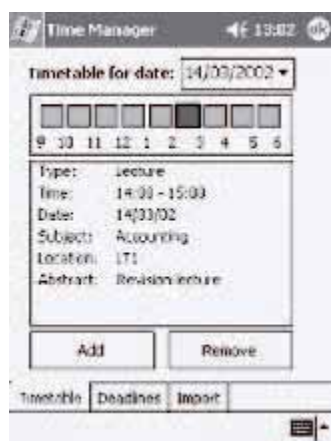 Time Manager 13:02 ok
Timetable for date: 14/03/2002
9 10 11 12 1 2 3 4 5 6
Type: Lecture
Time: 14:00 - 15:00
Date: 14/03/02
Subject: Accounting
Location: LT1
Abstract: Revision lecture
Add Remove
Timetable Deadlines Import